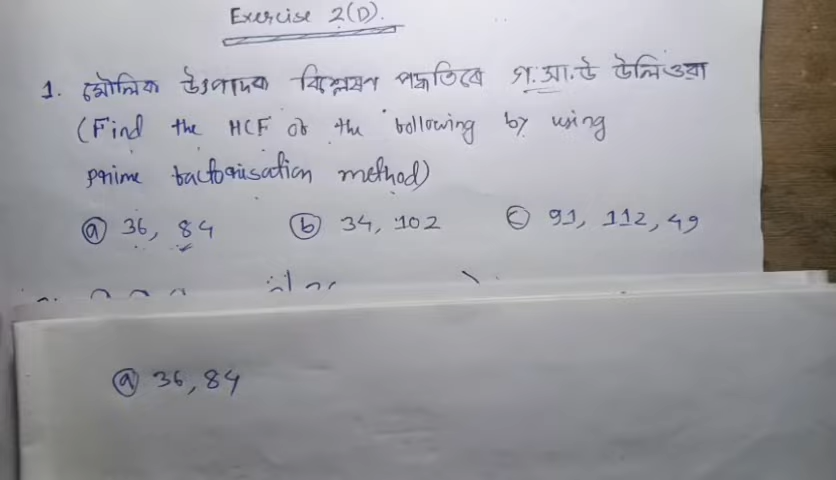 Exercise 2(D).
1. মৌলিক উৎপাদক বিশ্লেষণ পদ্ধতিৰে গ.সা.উ উলিওৱা
(Find the HCF of the following by using
prime factorisation method)
(a) 36, 84 (b) 34, 102 (c) 91, 112, 49
(a) 36, 84